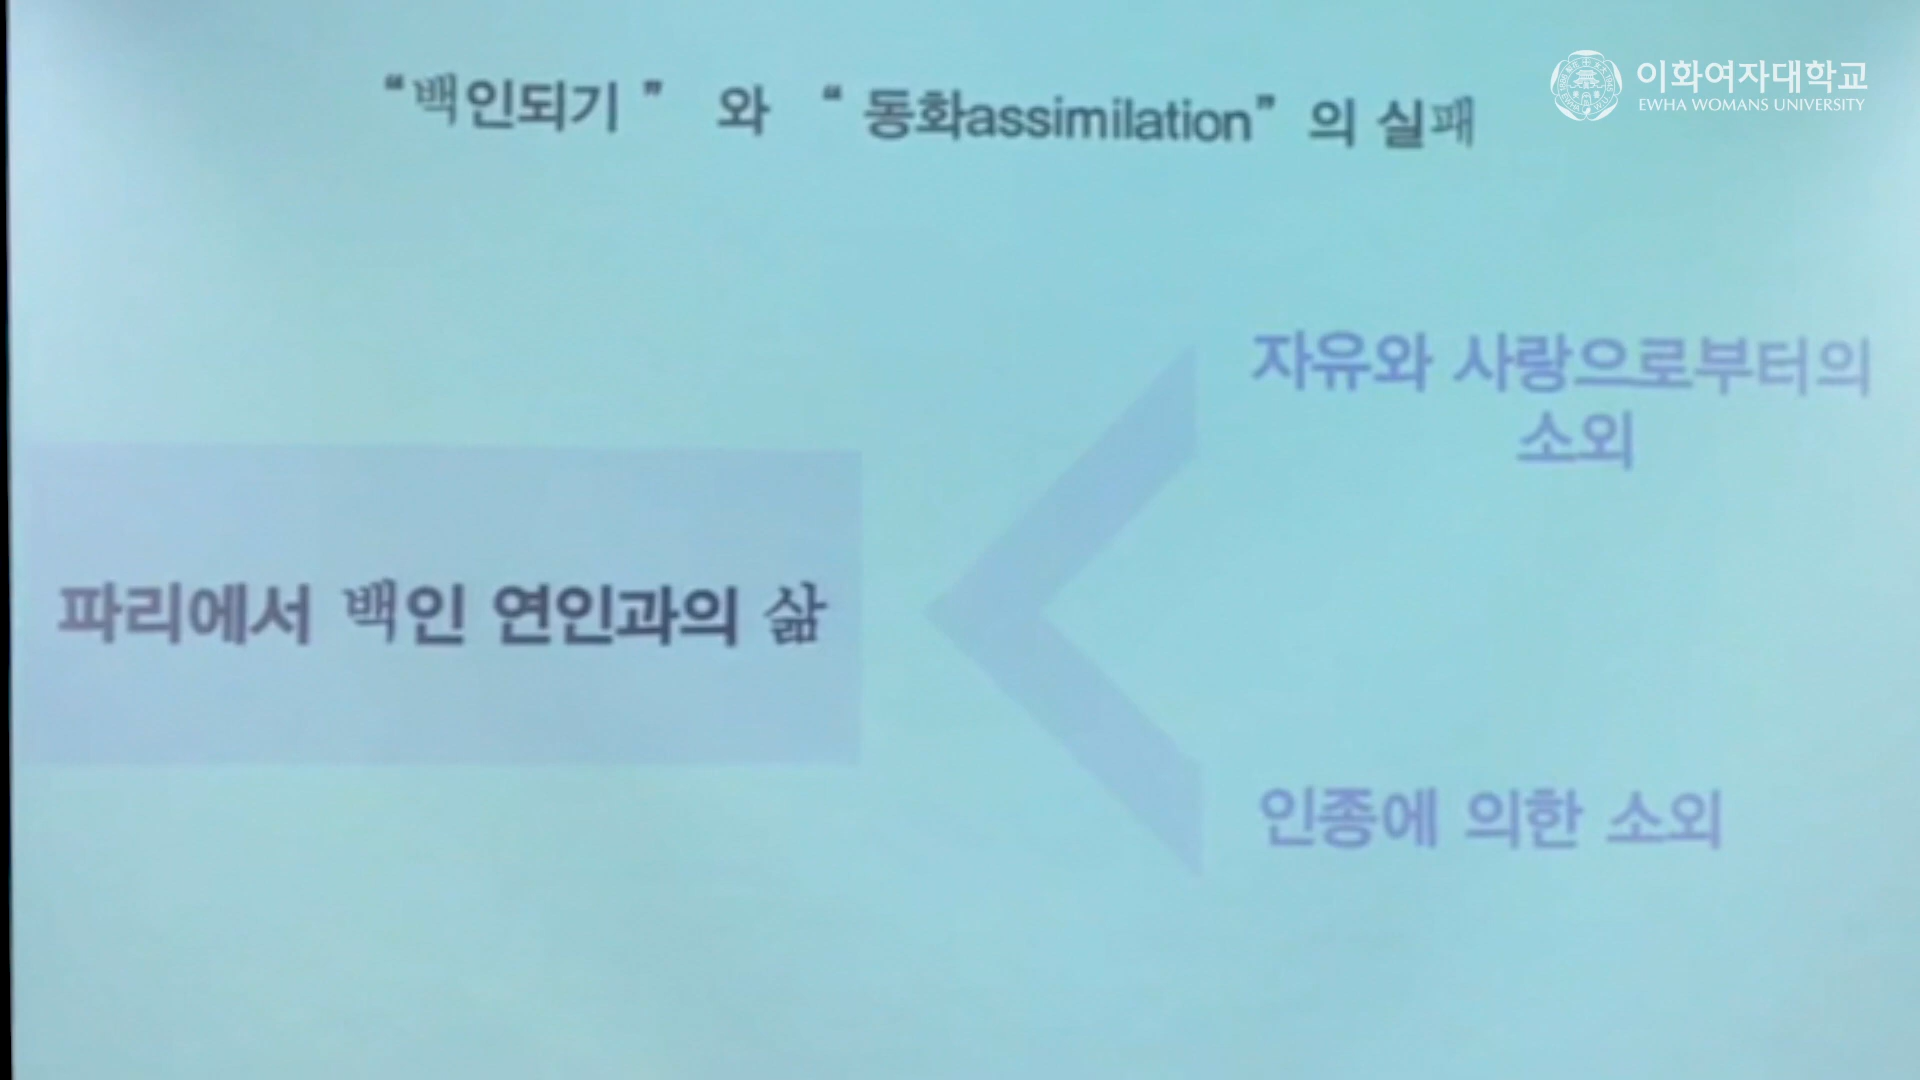 이화여자대학교
EWHA WOMANS UNIVERSITY
“백인되기” 와 “동화assimilation” 의 실패
자유와 사랑으로부터의
소외
파리에서 백인 연인과의 삶
인종에 의한 소외